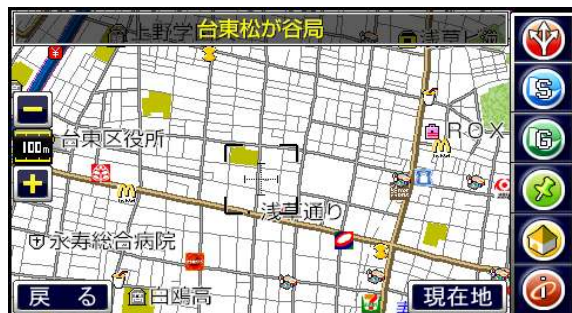 台東松が谷局
上野学
浅草ビ
ROX
100m
台東区役所
浅草通り
永寿総合病院
白鴎高
戻 る
現在地
S
G